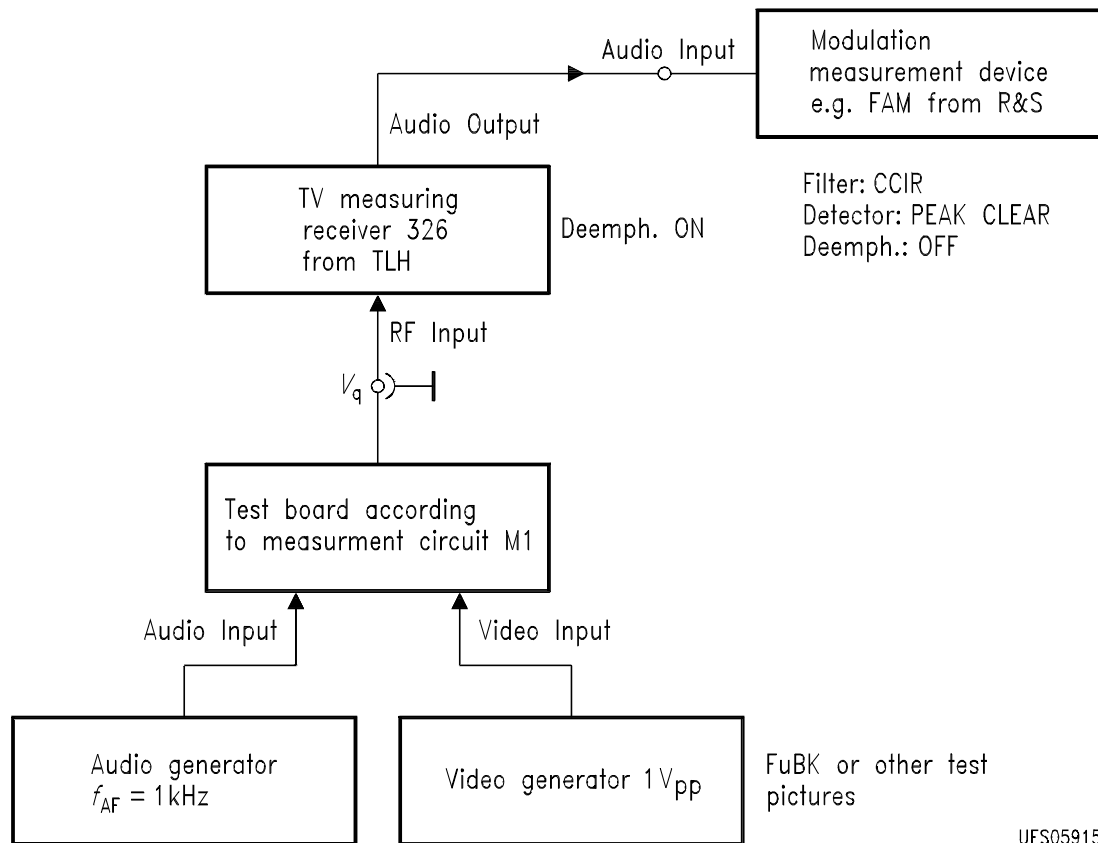 Audio Input
Modulation
measurement device
e.g. FAM from R&S
Audio Output
Filter: CCIR
Detector: PEAK CLEAR
Deemph.: OFF
TV measuring
receiver 326
from TLH
Deemph. ON
RF Input
Vq
Test board according
to measurment circuit M1
Audio Input
Video Input
Audio generator
fAF = 1kHz
Video generator 1Vpp
FuBK or other test
pictures
UES05915